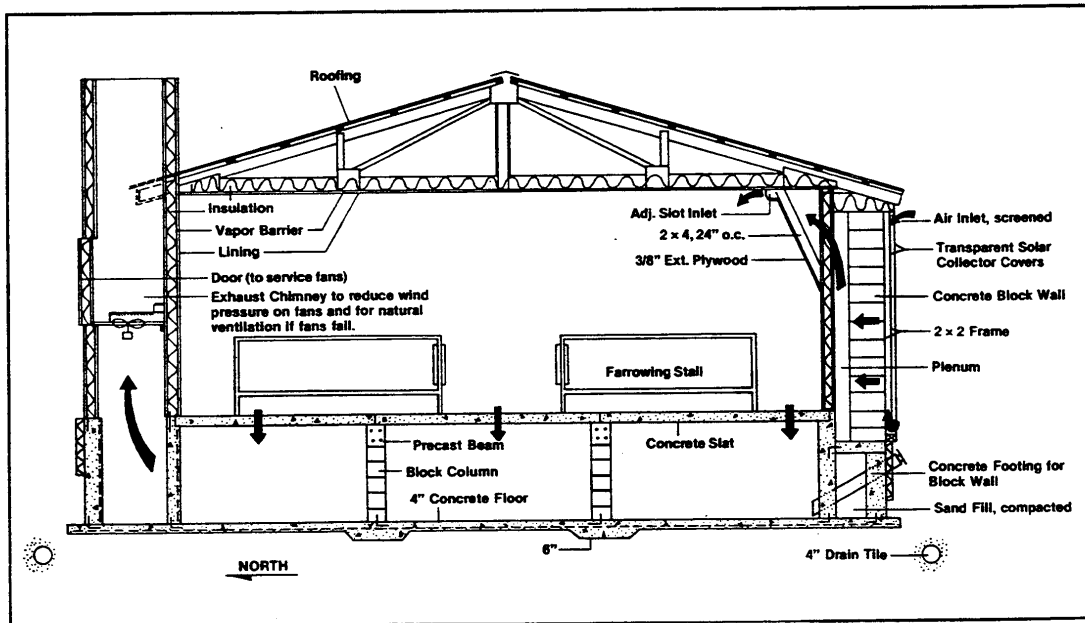 Roofing
Insulation
Vapor Barrier
Lining
Door (to service fans)
Exhaust Chimney to reduce wind
pressure on fans and for natural
ventilation if fans fail.
Adj. Slot Inlet
2 × 4, 24" o.c.
3/8" Ext. Plywood
Air Inlet, screened
Transparent Solar
Collector Covers
Concrete Block Wall
2 × 2 Frame
Plenum
Farrowing Stall
Precast Beam
Block Column
4" Concrete Floor
Concrete Slat
Concrete Footing for
Block Wall
Sand Fill, compacted
6"
4" Drain Tile
NORTH